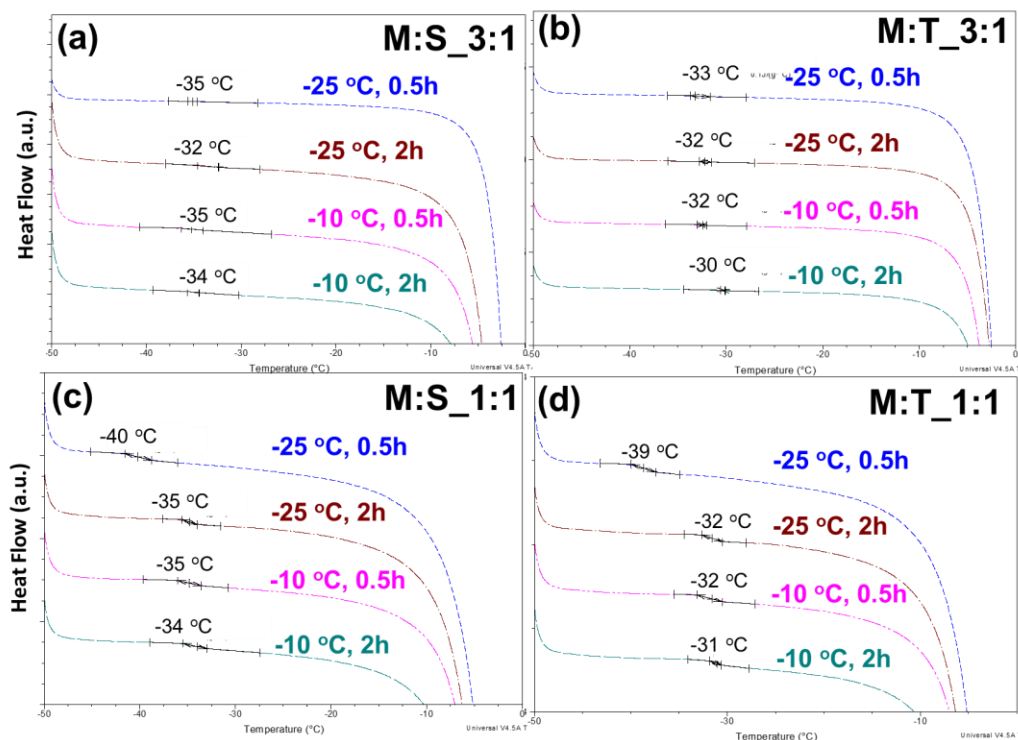 (a) M:S_3:1
-35 °C -25 °C, 0.5h
-32 °C -25 °C, 2h
-35 °C -10 °C, 0.5h
-34 °C -10 °C, 2h
Heat Flow (a.u.)
-50 -40 -30 -20 -10 0
Temperature (°C) Universal V4.5A T
(b) M:T_3:1
-33 °C -25 °C, 0.5h
-32 °C -25 °C, 2h
-32 °C -10 °C, 0.5h
-30 °C -10 °C, 2h
-50 -40 -30 -20 -10 0
Temperature (°C) Universal V4.5A T
(c) M:S_1:1
-40 °C -25 °C, 0.5h
-35 °C -25 °C, 2h
-35 °C -10 °C, 0.5h
-34 °C -10 °C, 2h
Heat Flow (a.u.)
-50 -40 -30 -20 -10
Temperature (°C) Universal V4.5A T
(d) M:T_1:1
-39 °C -25 °C, 0.5h
-32 °C -25 °C, 2h
-32 °C -10 °C, 0.5h
-31 °C -10 °C, 2h
-50 -40 -30 -20 -10
Temperature (°C) Universal V4.5A T